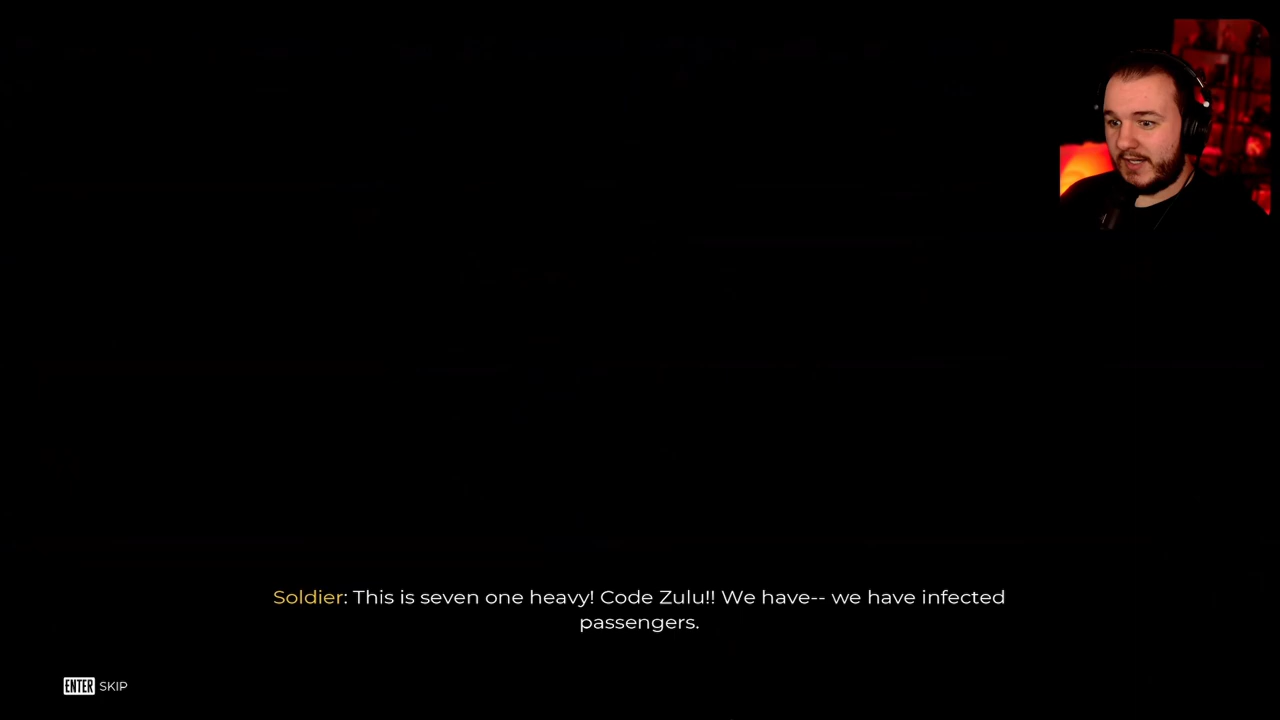 Soldier: This is seven one heavy! Code Zulu!! We have-- we have infected
passengers.
ENTER SKIP